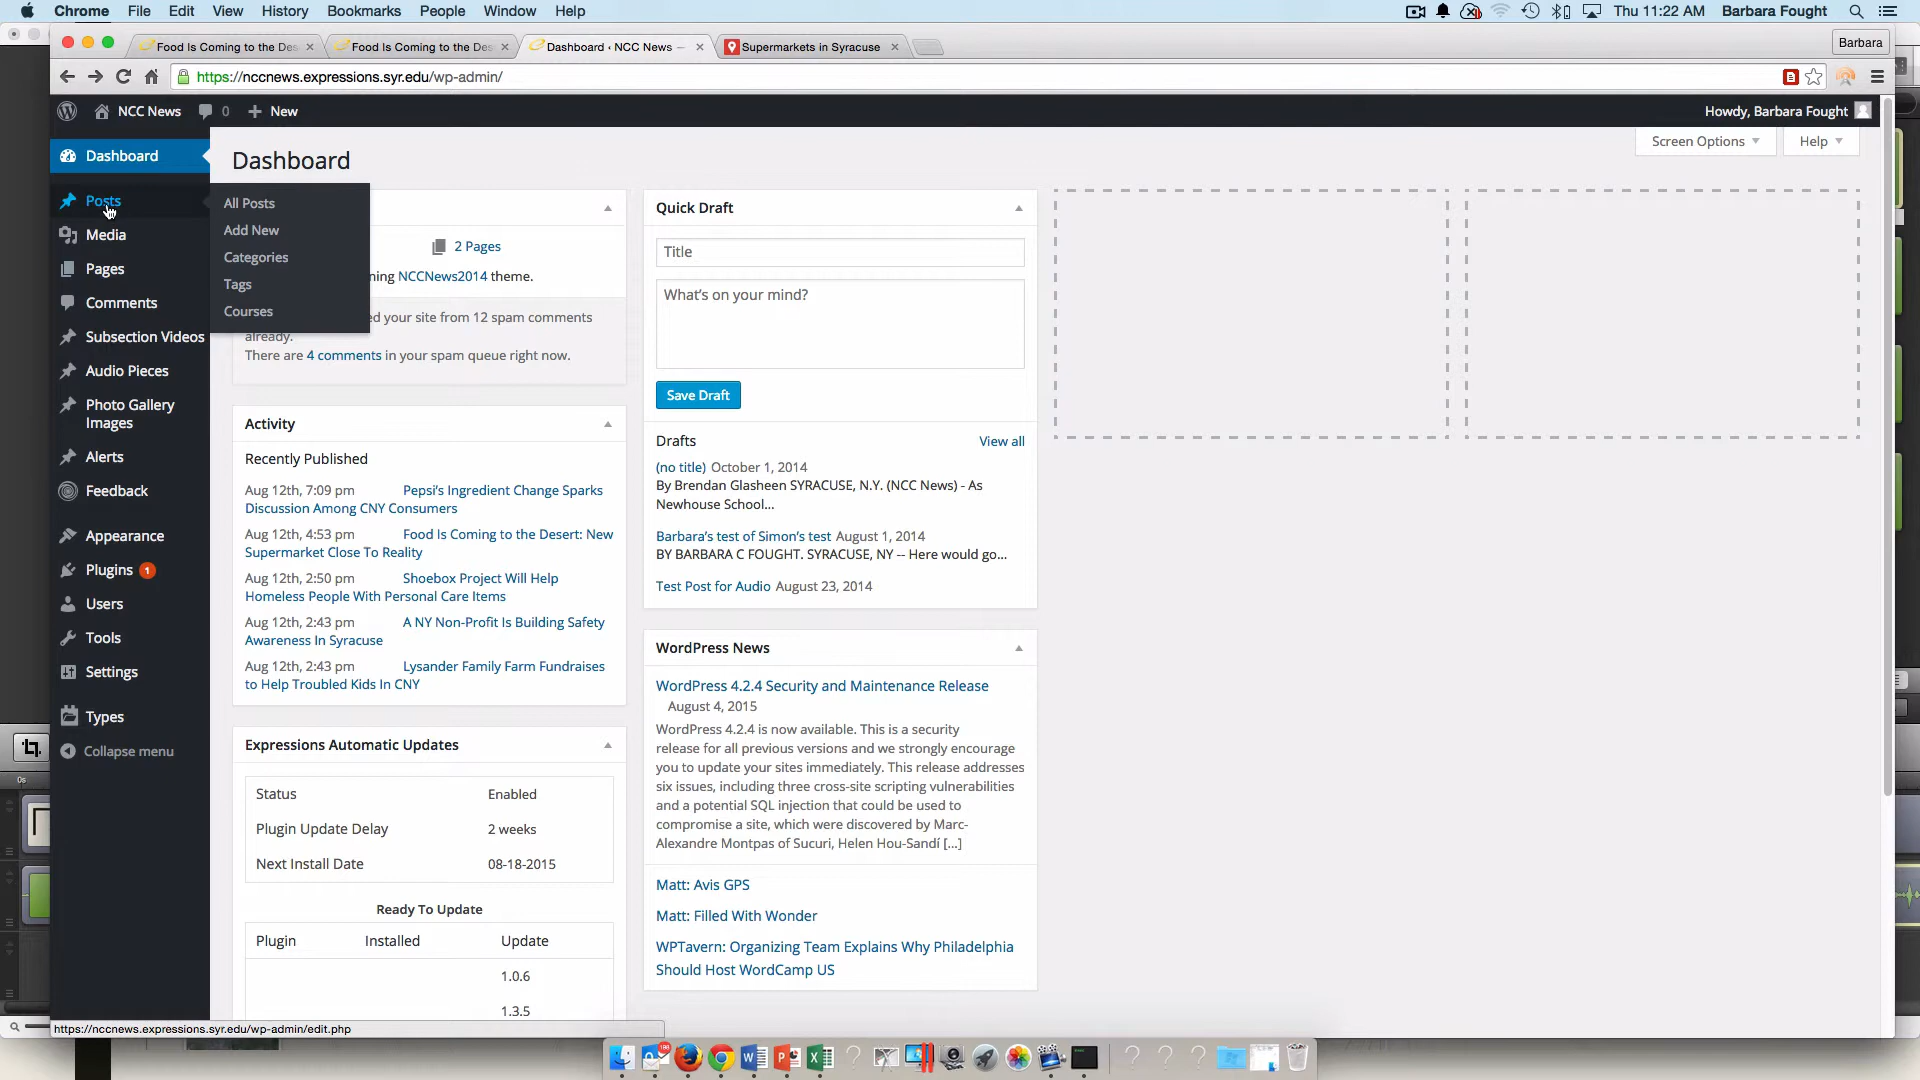 Chrome File Edit View History Bookmarks People Window Help Thu 11:22 AM Barbara Fought
Food Is Coming to the Des × Food Is Coming to the Des × Dashboard ‹ NCC News — × Supermarkets in Syracuse × Barbara
https://nccnews.expressions.syr.edu/wp-admin/
NCC News 0 + New Howdy, Barbara Fought
Dashboard
Posts
Media
Pages
Comments
Subsection Videos
Audio Pieces
Photo Gallery
Images
Alerts
Feedback
Appearance
Plugins 1
Users
Tools
Settings
Types
Collapse menu
All Posts
Add New
Categories
Tags
Courses
Dashboard
Screen Options Help
2 Pages
ning NCCNews2014 theme.
ed your site from 12 spam comments
already.
There are 4 comments in your spam queue right now.
Activity
Recently Published
Aug 12th, 7:09 pm Pepsi's Ingredient Change Sparks
Discussion Among CNY Consumers
Aug 12th, 4:53 pm Food Is Coming to the Desert: New
Supermarket Close To Reality
Aug 12th, 2:50 pm Shoebox Project Will Help
Homeless People With Personal Care Items
Aug 12th, 2:43 pm A NY Non-Profit Is Building Safety
Awareness In Syracuse
Aug 12th, 2:43 pm Lysander Family Farm Fundraises
to Help Troubled Kids In CNY
Expressions Automatic Updates
Status Enabled
Plugin Update Delay 2 weeks
Next Install Date 08-18-2015
Ready To Update
Plugin Installed Update
1.0.6
1.3.5
Quick Draft
Title
What's on your mind?
Save Draft
Drafts View all
(no title) October 1, 2014
By Brendan Glasheen SYRACUSE, N.Y. (NCC News) - As
Newhouse School…
Barbara's test of Simon's test August 1, 2014
BY BARBARA C FOUGHT. SYRACUSE, NY -- Here would go…
Test Post for Audio August 23, 2014
WordPress News
WordPress 4.2.4 Security and Maintenance Release
August 4, 2015
WordPress 4.2.4 is now available. This is a security
release for all previous versions and we strongly encourage
you to update your sites immediately. This release addresses
six issues, including three cross-site scripting vulnerabilities
and a potential SQL injection that could be used to
compromise a site, which were discovered by Marc-
Alexandre Montpas of Sucuri, Helen Hou-Sandí […]
Matt: Avis GPS
Matt: Filled With Wonder
WPTavern: Organizing Team Explains Why Philadelphia
Should Host WordCamp US
https://nccnews.expressions.syr.edu/wp-admin/edit.php
0s